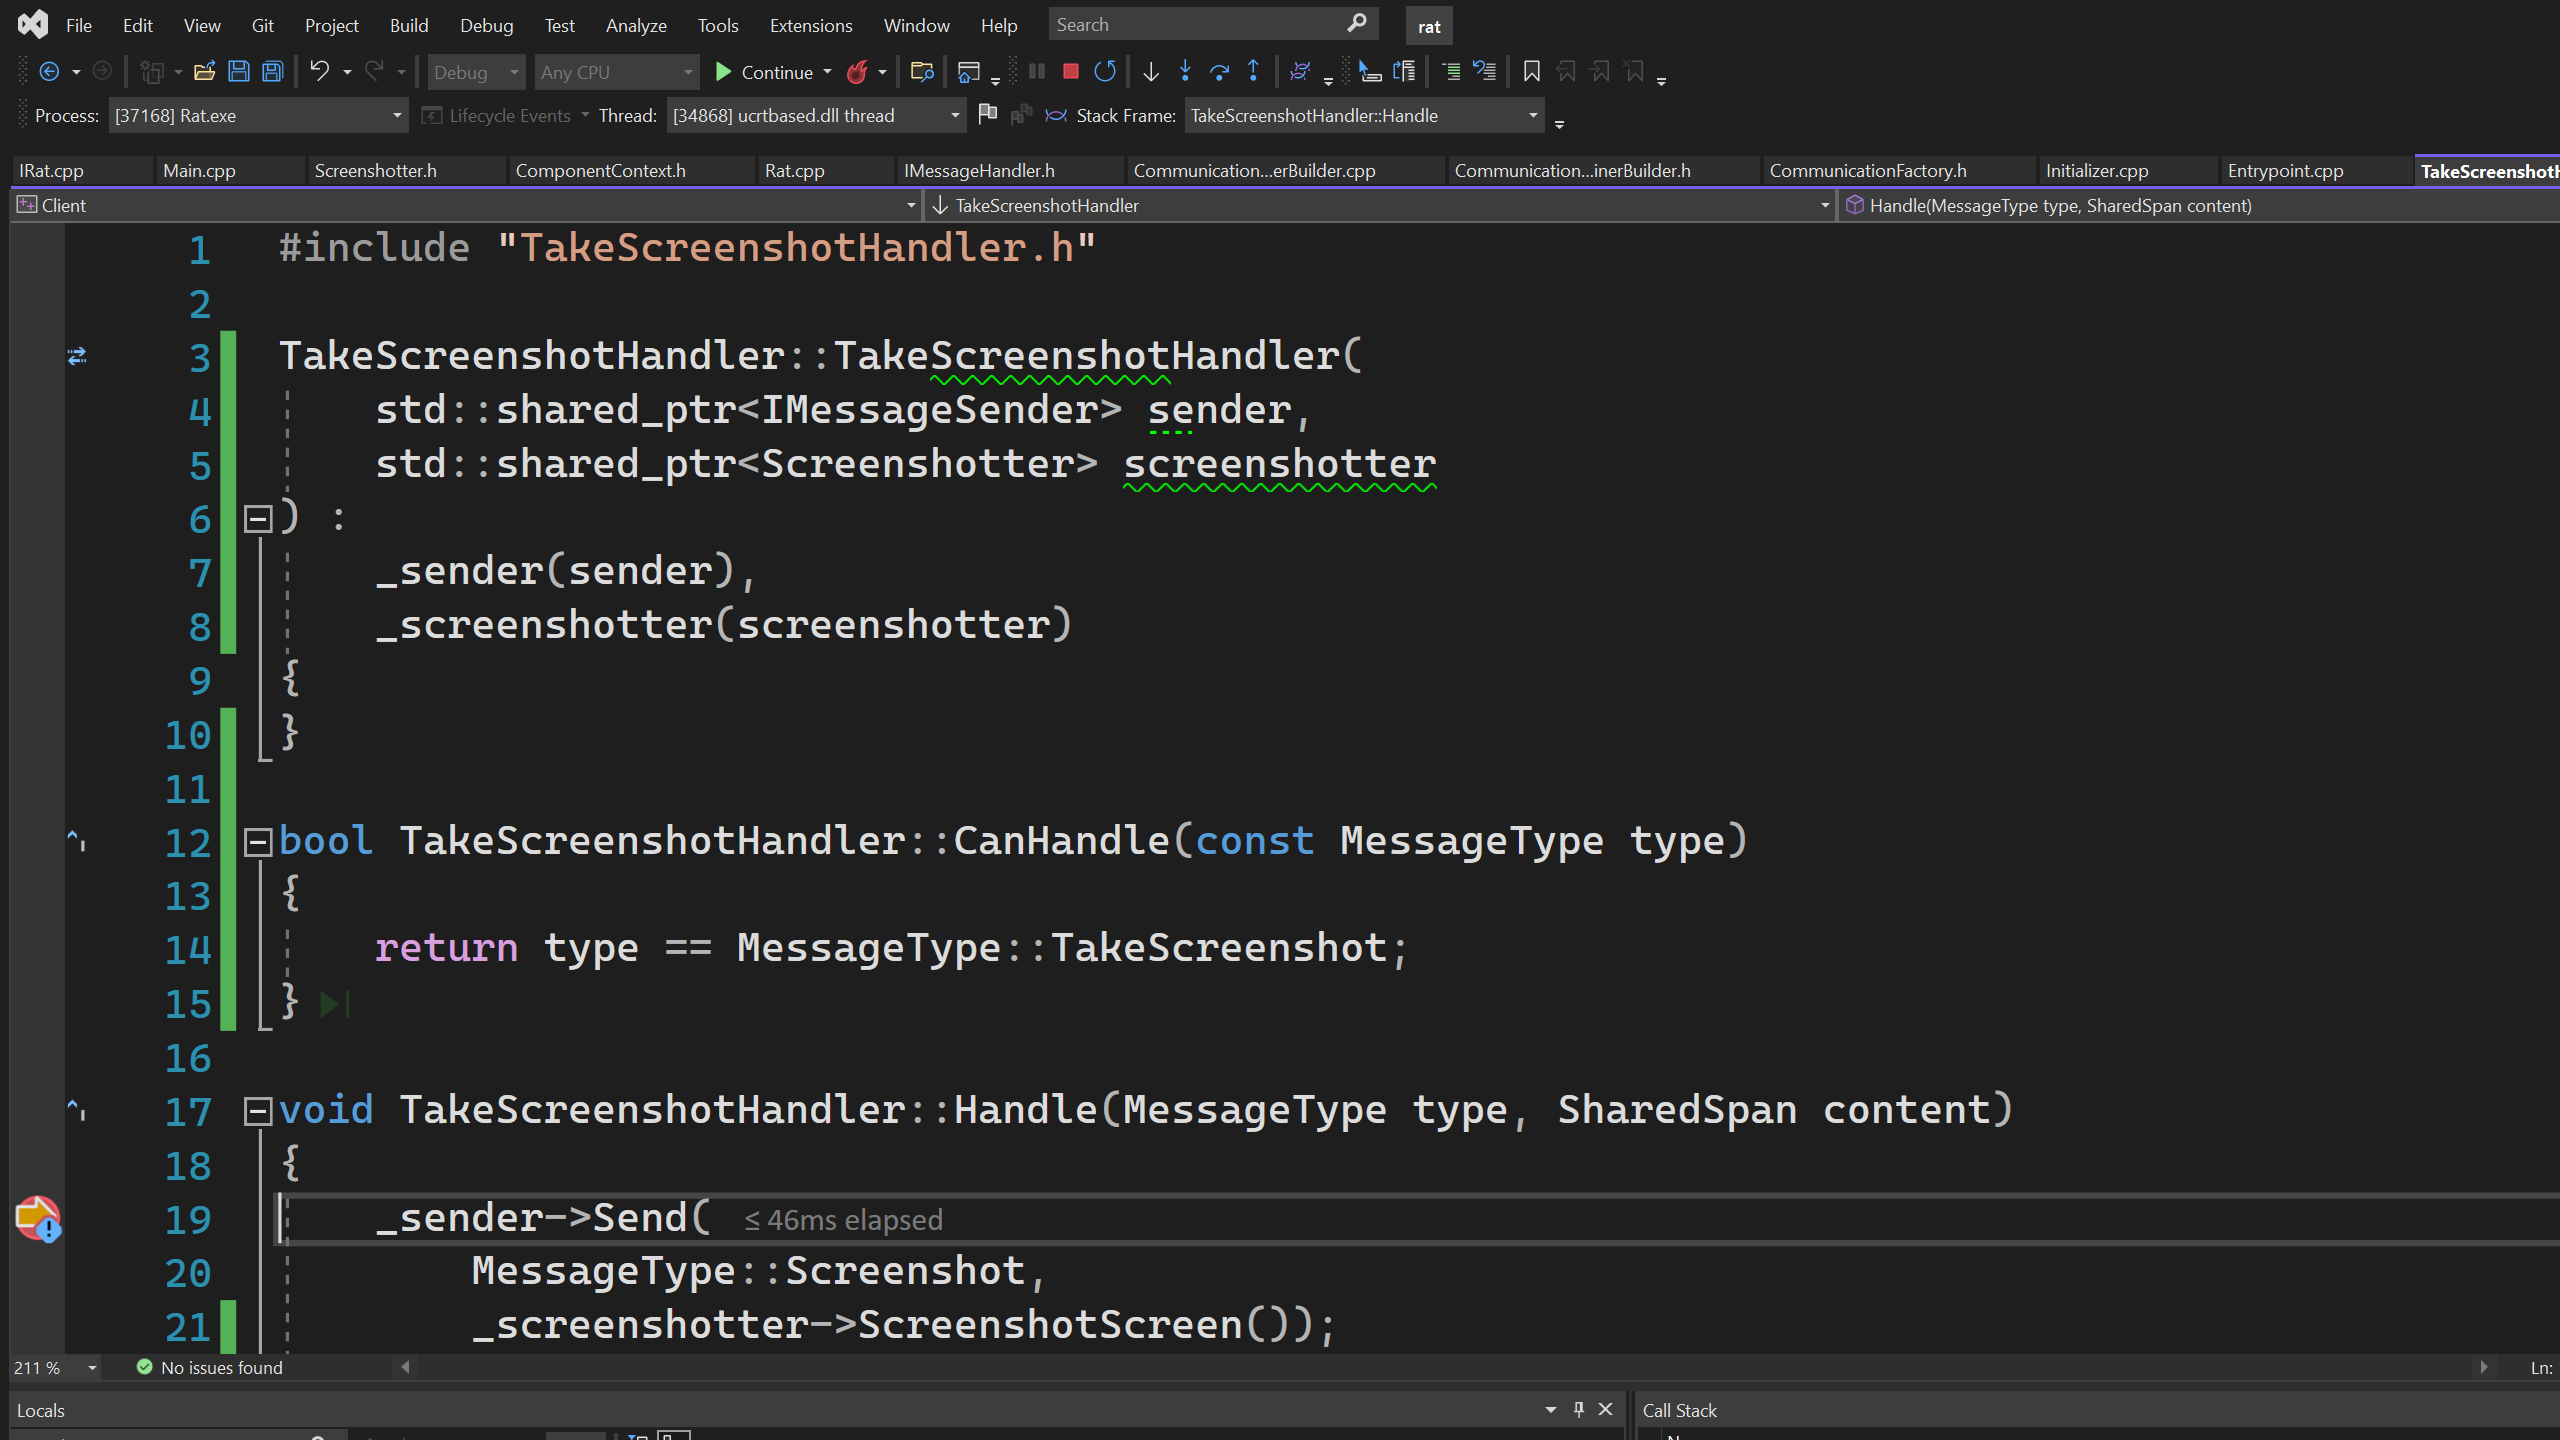 File Edit View Git Project Build Debug Test Analyze Tools Extensions Window Help Search rat
Debug Any CPU Continue
Process: [37168] Rat.exe Lifecycle Events Thread: [34868] ucrtbased.dll thread Stack Frame: TakeScreenshotHandler::Handle
IRat.cpp Main.cpp Screenshotter.h ComponentContext.h Rat.cpp IMessageHandler.h Communication...erBuilder.cpp Communication...inerBuilder.h CommunicationFactory.h Initializer.cpp Entrypoint.cpp TakeScreenshotH
Client TakeScreenshotHandler Handle(MessageType type, SharedSpan content)
1 #include "TakeScreenshotHandler.h"
2
3 TakeScreenshotHandler::TakeScreenshotHandler(
4 std::shared_ptr<IMessageSender> sender,
5 std::shared_ptr<Screenshotter> screenshotter
6 ) :
7 _sender(sender),
8 _screenshotter(screenshotter)
9 {
10 }
11
12 bool TakeScreenshotHandler::CanHandle(const MessageType type)
13 {
14 return type == MessageType::TakeScreenshot;
15 }
16
17 void TakeScreenshotHandler::Handle(MessageType type, SharedSpan content)
18 {
19 _sender->Send( ≤ 46ms elapsed
20 MessageType::Screenshot,
21 _screenshotter->ScreenshotScreen());
211 % No issues found Ln:
Locals Call Stack